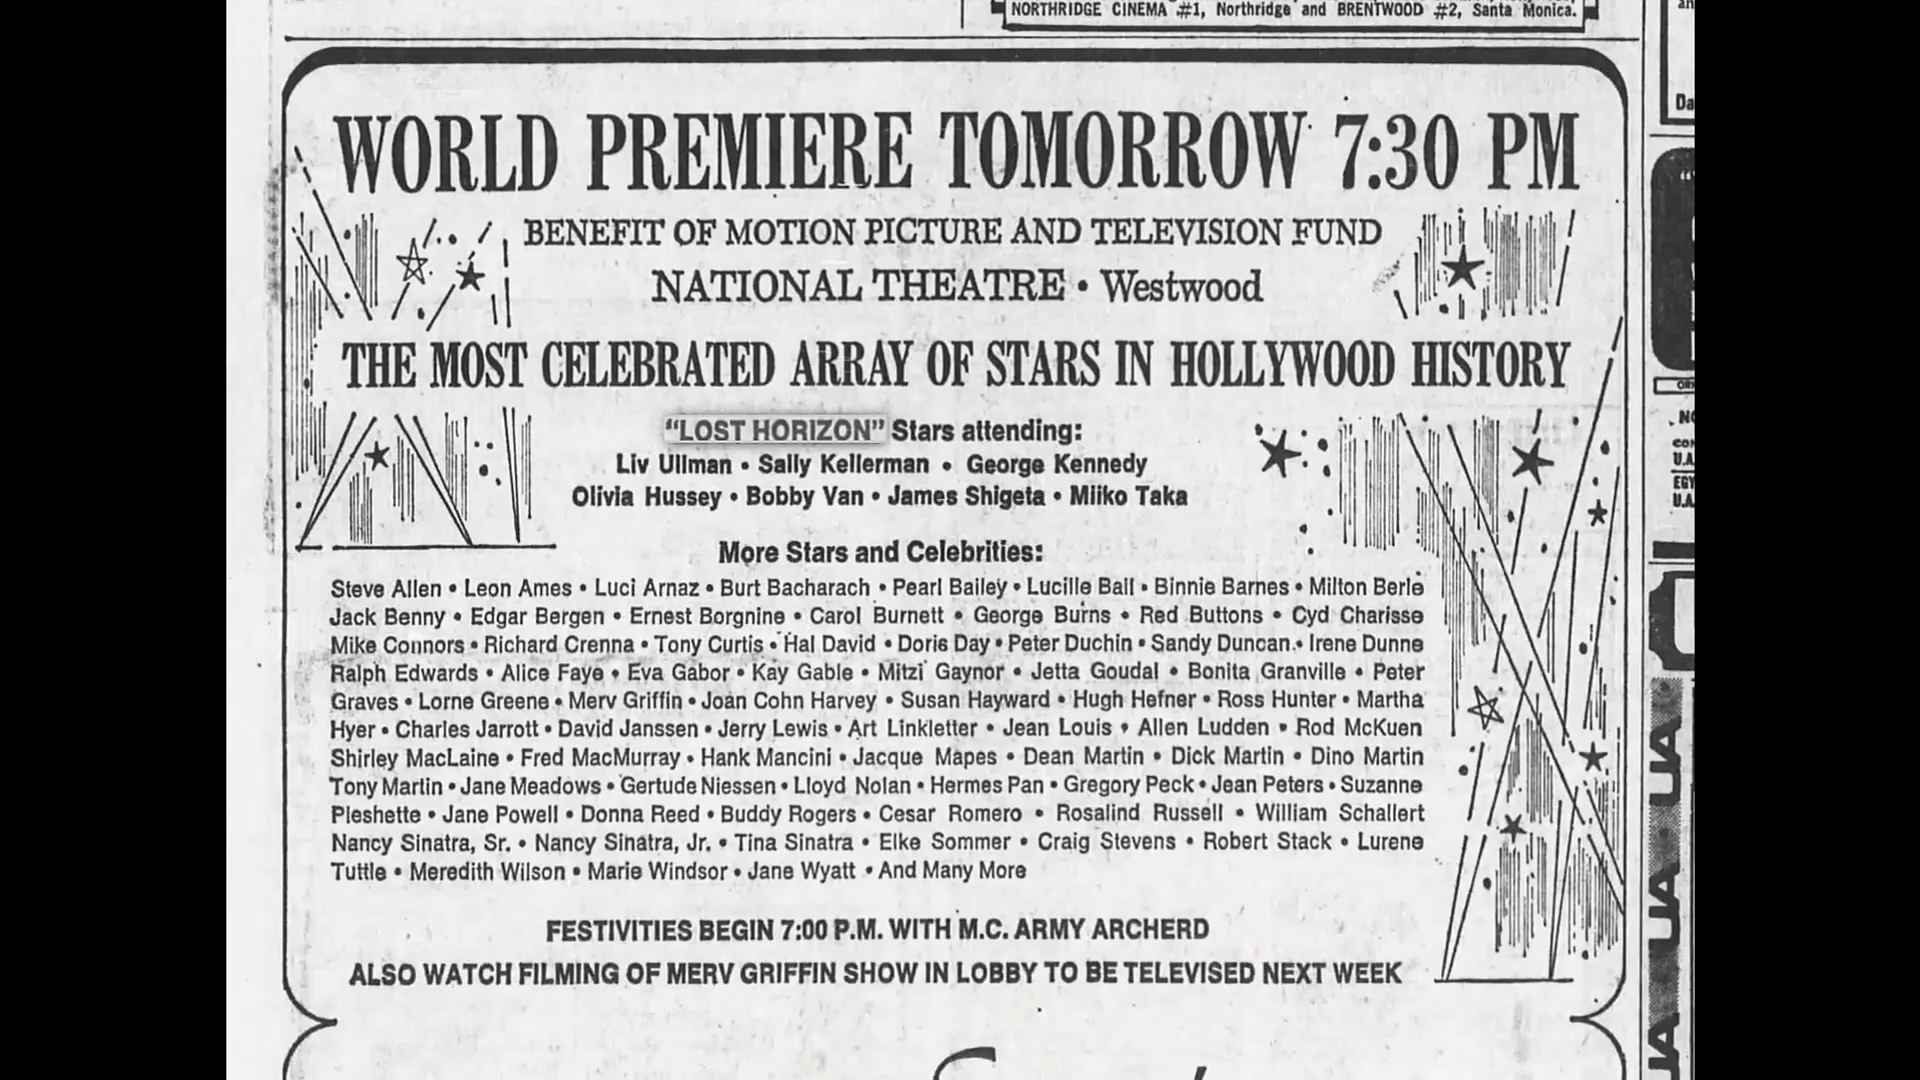 NORTHRIDGE CINEMA #1, Northridge and BRENTWOOD #2, Santa Monica.
WORLD PREMIERE TOMORROW 7:30 PM
BENEFIT OF MOTION PICTURE AND TELEVISION FUND
NATIONAL THEATRE • Westwood
THE MOST CELEBRATED ARRAY OF STARS IN HOLLYWOOD HISTORY
"LOST HORIZON" Stars attending:
Liv Ullman • Sally Kellerman • George Kennedy
Olivia Hussey • Bobby Van • James Shigeta • Miiko Taka
More Stars and Celebrities:
Steve Allen • Leon Ames • Luci Arnaz • Burt Bacharach • Pearl Bailey • Lucille Ball • Binnie Barnes • Milton Berle
Jack Benny • Edgar Bergen • Ernest Borgnine • Carol Burnett • George Burns • Red Buttons • Cyd Charisse
Mike Connors • Richard Crenna • Tony Curtis • Hal David • Doris Day • Peter Duchin • Sandy Duncan • Irene Dunne
Ralph Edwards • Alice Faye • Eva Gabor • Kay Gable • Mitzi Gaynor • Jetta Goudal • Bonita Granville • Peter
Graves • Lorne Greene • Merv Griffin • Joan Cohn Harvey • Susan Hayward • Hugh Hefner • Ross Hunter • Martha
Hyer • Charles Jarrott • David Janssen • Jerry Lewis • Art Linkletter • Jean Louis • Allen Ludden • Rod McKuen
Shirley MacLaine • Fred MacMurray • Hank Mancini • Jacque Mapes • Dean Martin • Dick Martin • Dino Martin
Tony Martin • Jane Meadows • Gertude Niessen • Lloyd Nolan • Hermes Pan • Gregory Peck • Jean Peters • Suzanne
Pleshette • Jane Powell • Donna Reed • Buddy Rogers • Cesar Romero • Rosalind Russell • William Schallert
Nancy Sinatra, Sr. • Nancy Sinatra, Jr. • Tina Sinatra • Elke Sommer • Craig Stevens • Robert Stack • Lurene
Tuttle • Meredith Wilson • Marie Windsor • Jane Wyatt • And Many More
FESTIVITIES BEGIN 7:00 P.M. WITH M.C. ARMY ARCHERD
ALSO WATCH FILMING OF MERV GRIFFIN SHOW IN LOBBY TO BE TELEVISED NEXT WEEK
UA UA UA